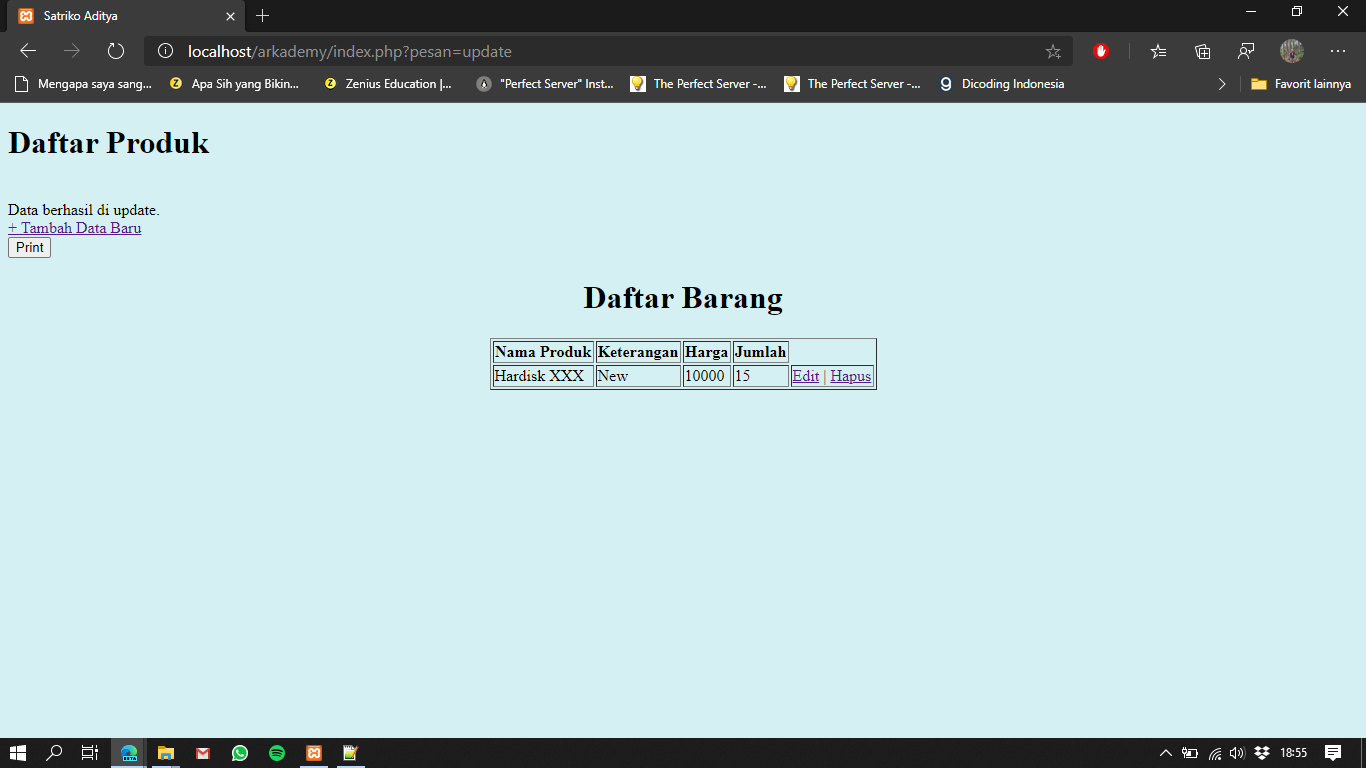 Satriko Aditya
localhost/arkademy/index.php?pesan=update
Mengapa saya sang... Apa Sih yang Bikin... Zenius Education |... "Perfect Server" Inst... The Perfect Server -... The Perfect Server -... Dicoding Indonesia Favorit lainnya
Daftar Produk
Data berhasil di update.
+ Tambah Data Baru
Print
Daftar Barang
Nama Produk Keterangan Harga Jumlah
Hardisk XXX New 10000 15 Edit | Hapus
18:55